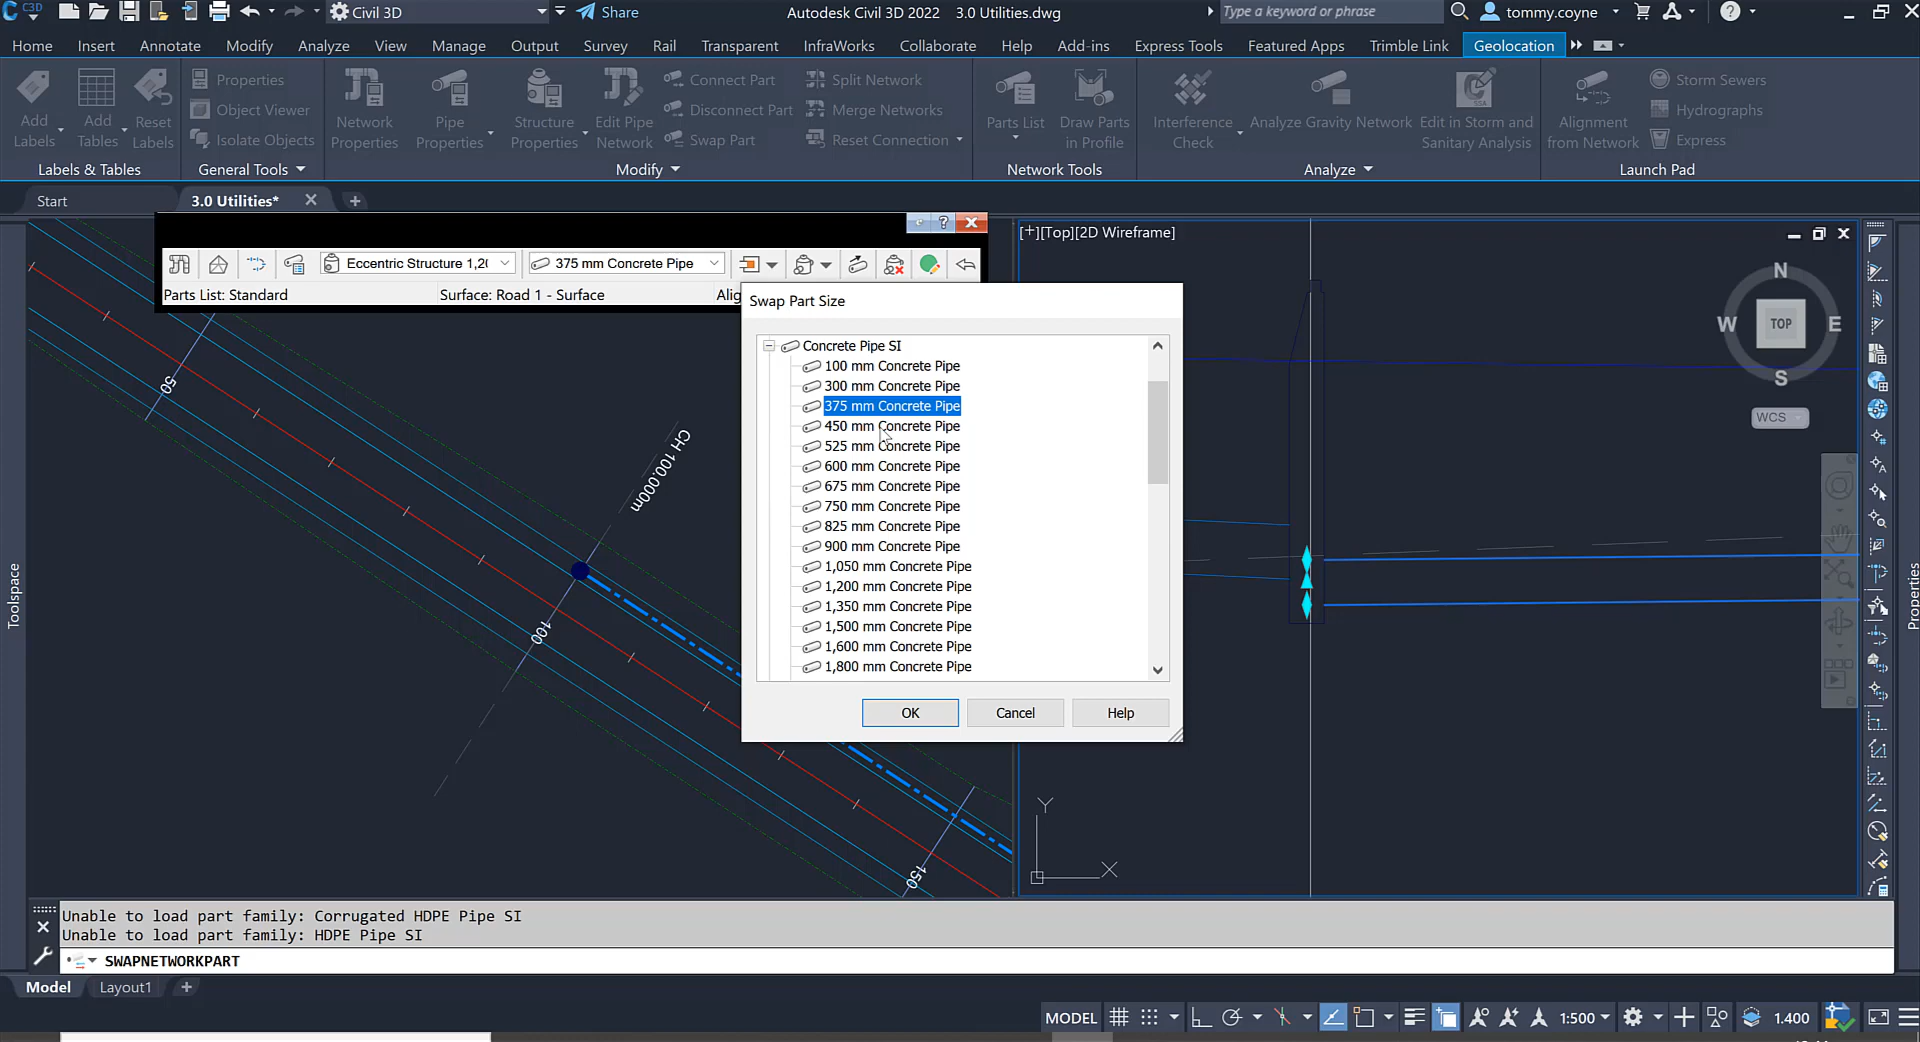 C3D
Civil 3D
Share
Autodesk Civil 3D 2022 3.0 Utilities.dwg
Type a keyword or phrase
tommy.coyne
Home Insert Annotate Modify Analyze View Manage Output Survey Rail Transparent InfraWorks Collaborate Help Add-ins Express Tools Featured Apps Trimble Link Geolocation
Add Labels
Add Tables
Reset Labels
Labels & Tables
Properties
Object Viewer
Isolate Objects
General Tools
Network Properties
Pipe Properties
Structure Properties
Edit Pipe Network
Connect Part
Disconnect Part
Swap Part
Split Network
Merge Networks
Reset Connection
Modify
Parts List
Draw Parts in Profile
Network Tools
Interference Check
Analyze Gravity Network
Edit in Storm and Sanitary Analysis
Analyze
Alignment from Network
Storm Sewers
Hydrographs
Express
Launch Pad
Start
3.0 Utilities*
Eccentric Structure 1,20
375 mm Concrete Pipe
Parts List: Standard
Surface: Road 1 - Surface
Alig
[+][Top][2D Wireframe]
Swap Part Size
Concrete Pipe SI
100 mm Concrete Pipe
300 mm Concrete Pipe
375 mm Concrete Pipe
450 mm Concrete Pipe
525 mm Concrete Pipe
600 mm Concrete Pipe
675 mm Concrete Pipe
750 mm Concrete Pipe
825 mm Concrete Pipe
900 mm Concrete Pipe
1,050 mm Concrete Pipe
1,200 mm Concrete Pipe
1,350 mm Concrete Pipe
1,500 mm Concrete Pipe
1,600 mm Concrete Pipe
1,800 mm Concrete Pipe
OK
Cancel
Help
50
CH 100.000m
100
150
N
W
TOP
E
S
WCS
Y
X
Toolspace
Properties
Unable to load part family: Corrugated HDPE Pipe SI
Unable to load part family: HDPE Pipe SI
SWAPNETWORKPART
Model
Layout1
MODEL
1:500
1.400